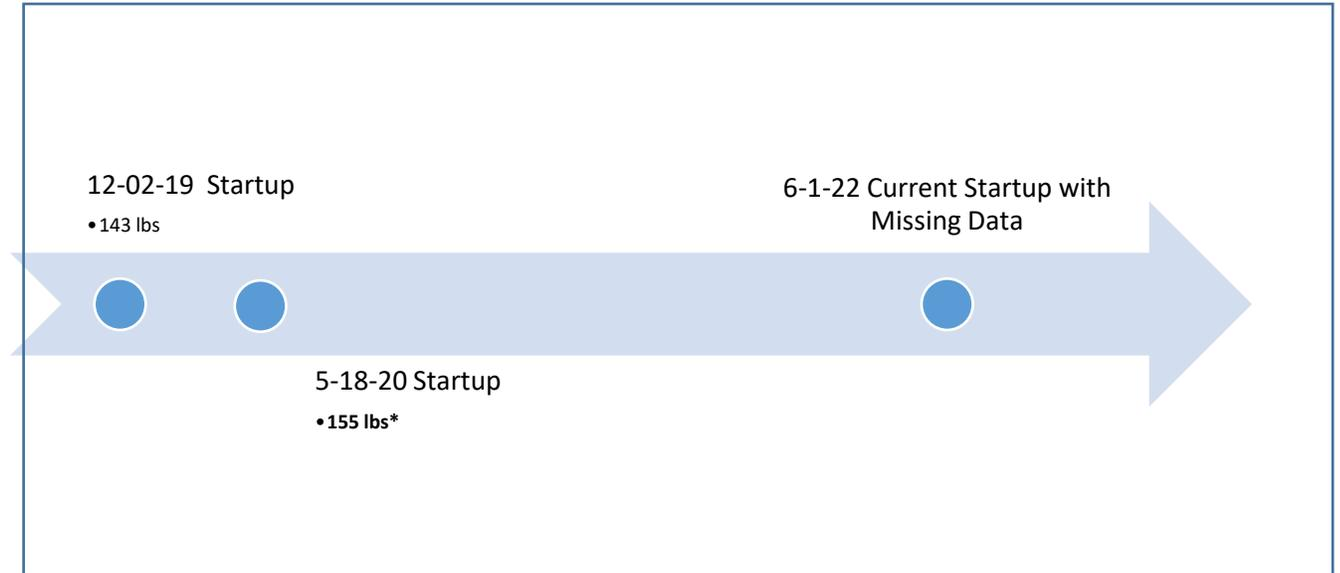 12-02-19  Startup
•143 lbs
6-1-22 Current Startup with
Missing Data
5-18-20 Startup
•155 lbs*